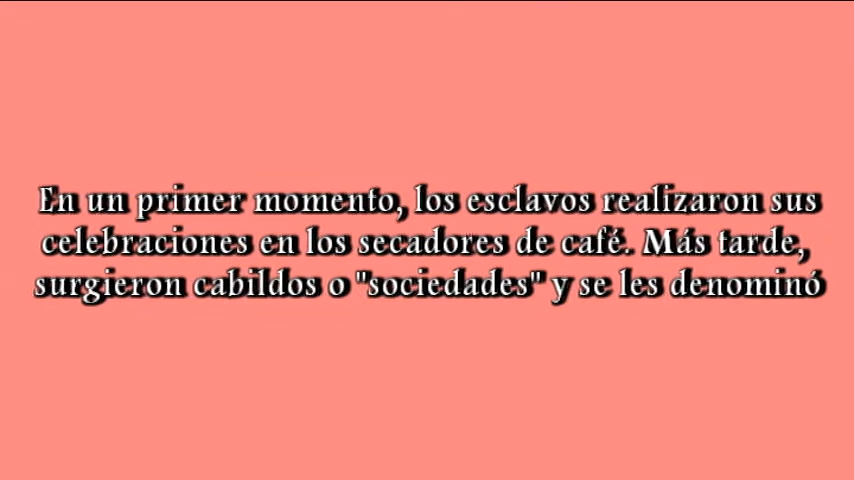 En un primer momento, los esclavos realizaron sus
celebraciones en los secadores de café. Más tarde,
surgieron cabildos o "sociedades" y se les denominó